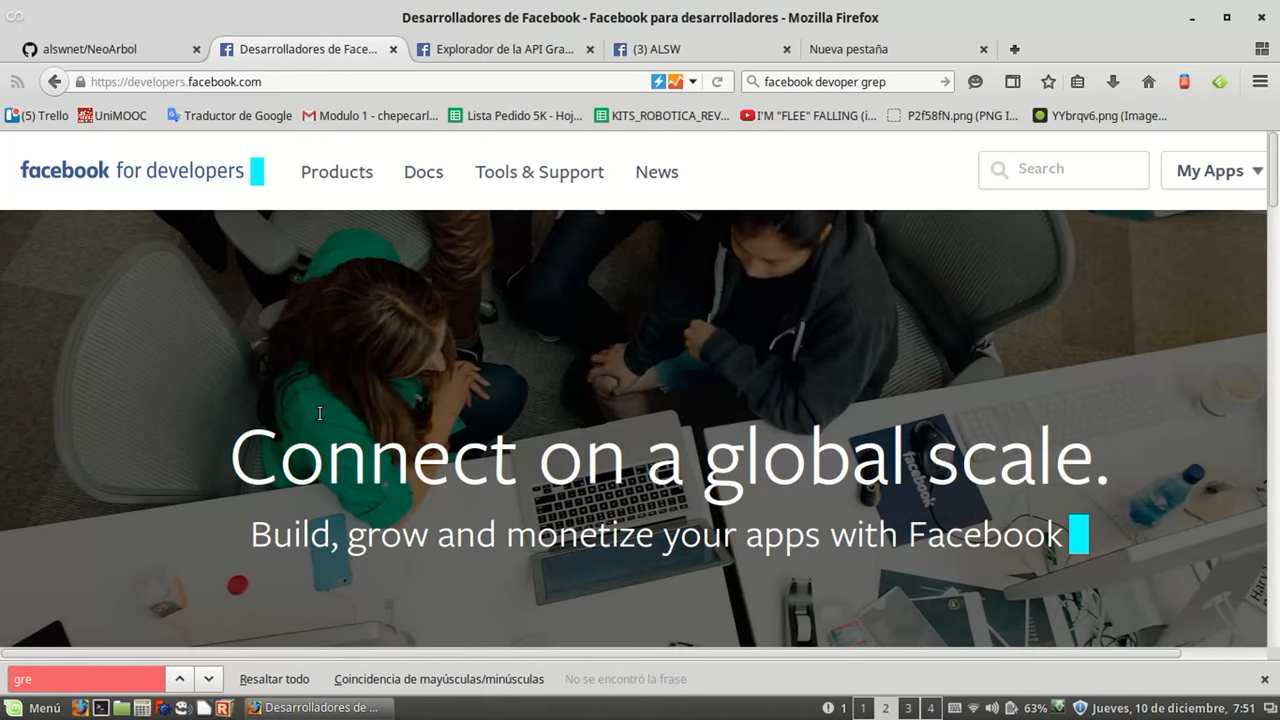 Desarrolladores de Facebook - Facebook para desarrolladores - Mozilla Firefox
alswnet/NeoArbol
Desarrolladores de Face...
Explorador de la API Gra...
(3) ALSW
Nueva pestaña
https://developers.facebook.com
facebook devoper grep
(5) Trello
UniMOOC
Traductor de Google
Modulo 1 - chepecarl...
Lista Pedido 5K - Hoj...
KITS_ROBOTICA_REV...
I'M "FLEE" FALLING (i...
P2f58fN.png (PNG I...
YYbrqv6.png (Image...
facebook for developers
Products
Docs
Tools & Support
News
Search
My Apps
facebook
Connect on a global scale.
Build, grow and monetize your apps with Facebook
gre
Resaltar todo
Coincidencia de mayúsculas/minúsculas
No se encontró la frase
Menú
Desarrolladores de ...
1
1
2
3
4
63%
Jueves, 10 de diciembre, 7:51